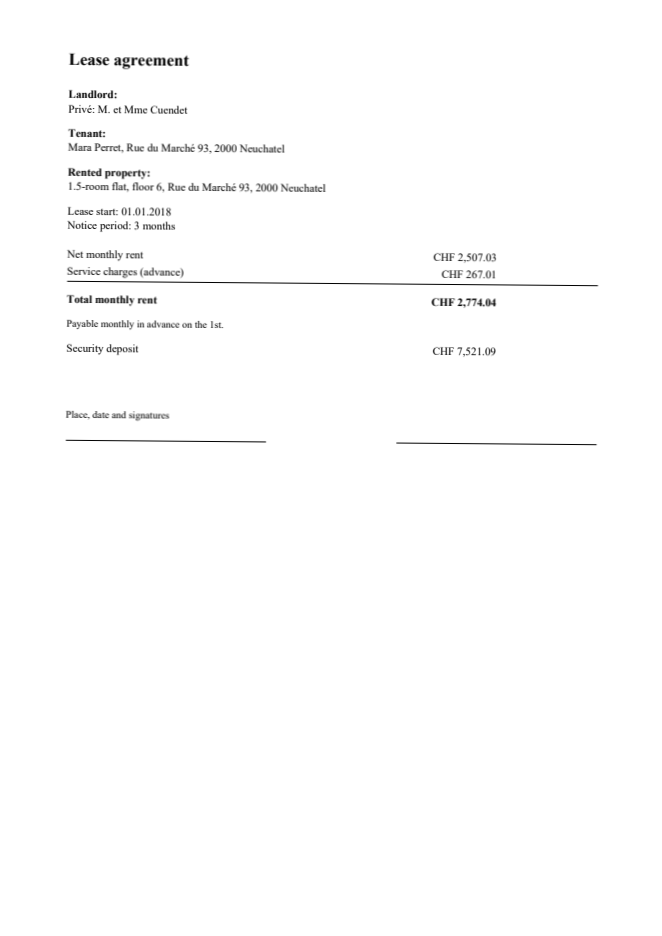 Lease agreement
Landlord:
Privé: M. et Mme Cuendet
Tenant:
Mara Perret, Rue du Marché 93, 2000 Neuchatel
Rented property:
1.5-room flat, floor 6, Rue du Marché 93, 2000 Neuchatel
Lease start: 01.01.2018
Notice period: 3 months
Net monthly rent CHF 2,507.03
Service charges (advance) CHF 267.01
Total monthly rent CHF 2,774.04
Payable monthly in advance on the 1st.
Security deposit CHF 7,521.09
Place, date and signatures